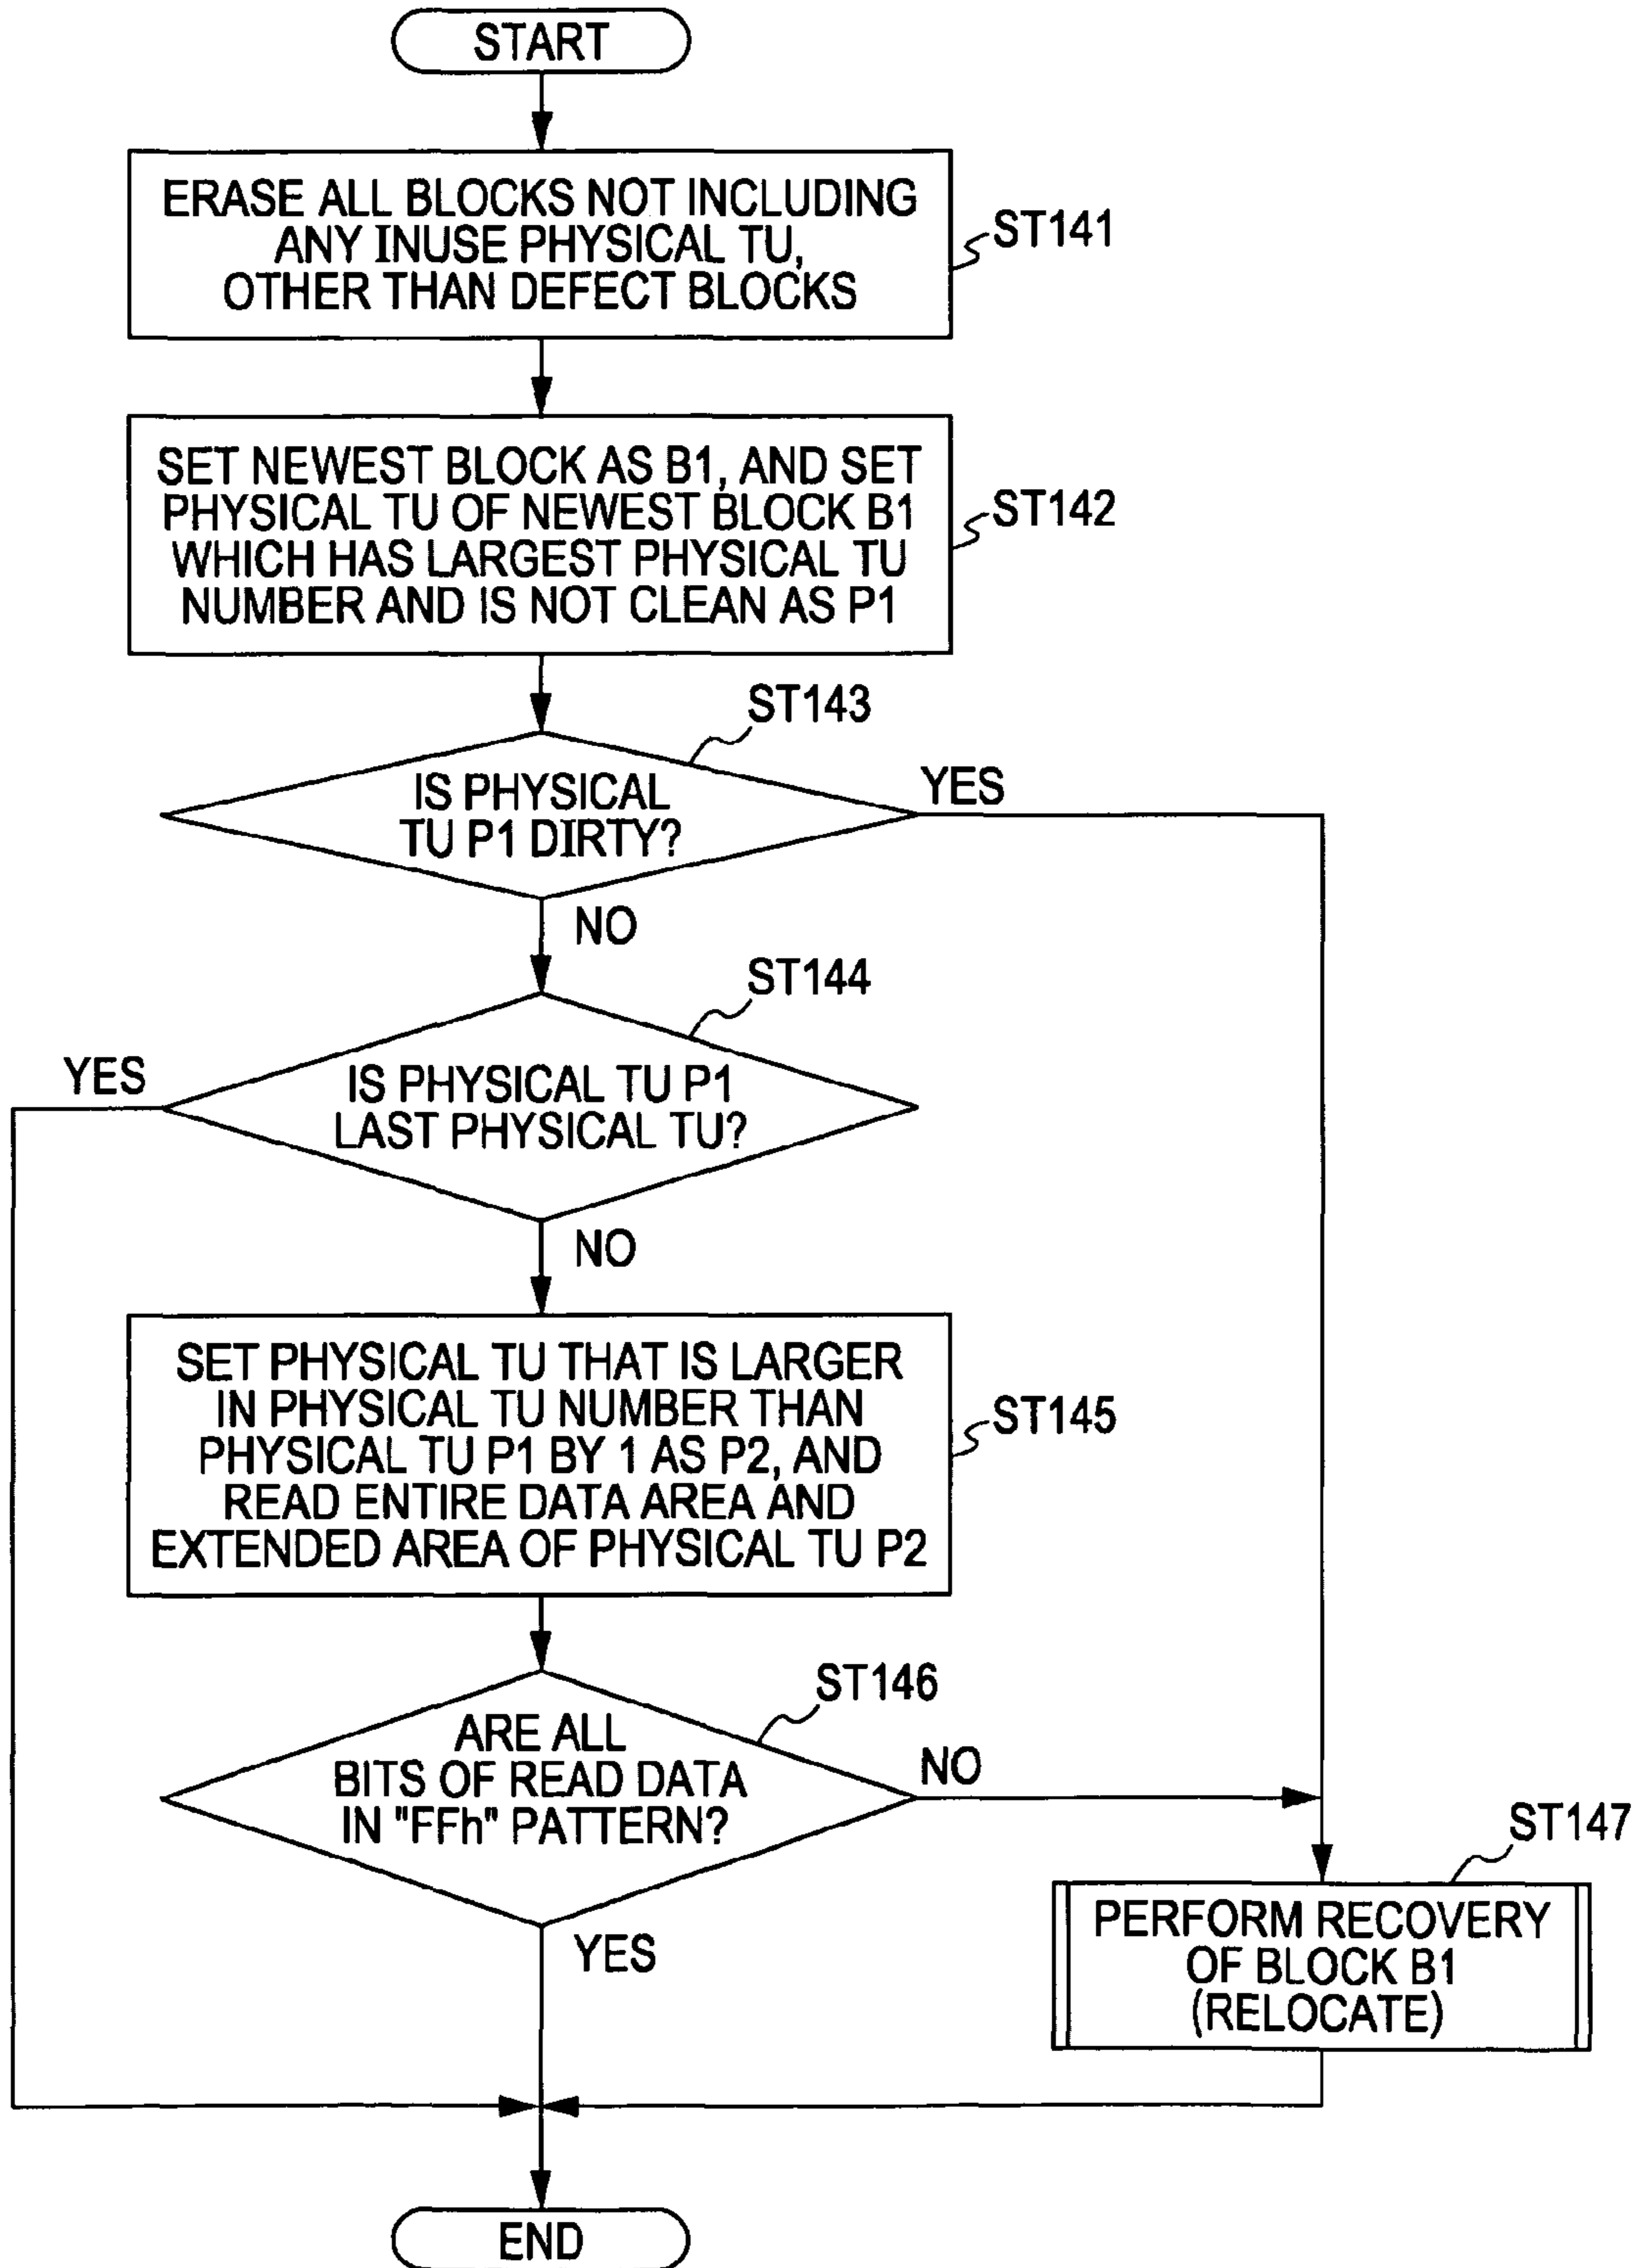 START
ERASE ALL BLOCKS NOT INCLUDING
ANY INUSE PHYSICAL TU,
OTHER THAN DEFECT BLOCKS
ST141
SET NEWEST BLOCK AS B1, AND SET
PHYSICAL TU OF NEWEST BLOCK B1
WHICH HAS LARGEST PHYSICAL TU
NUMBER AND IS NOT CLEAN AS P1
ST142
ST143
IS PHYSICAL
TU P1 DIRTY?
YES
NO
ST144
IS PHYSICAL TU P1
LAST PHYSICAL TU?
YES
NO
SET PHYSICAL TU THAT IS LARGER
IN PHYSICAL TU NUMBER THAN
PHYSICAL TU P1 BY 1 AS P2, AND
READ ENTIRE DATA AREA AND
EXTENDED AREA OF PHYSICAL TU P2
ST145
ST146
ARE ALL
BITS OF READ DATA
IN "FFh" PATTERN?
NO
YES
ST147
PERFORM RECOVERY
OF BLOCK B1
(RELOCATE)
END